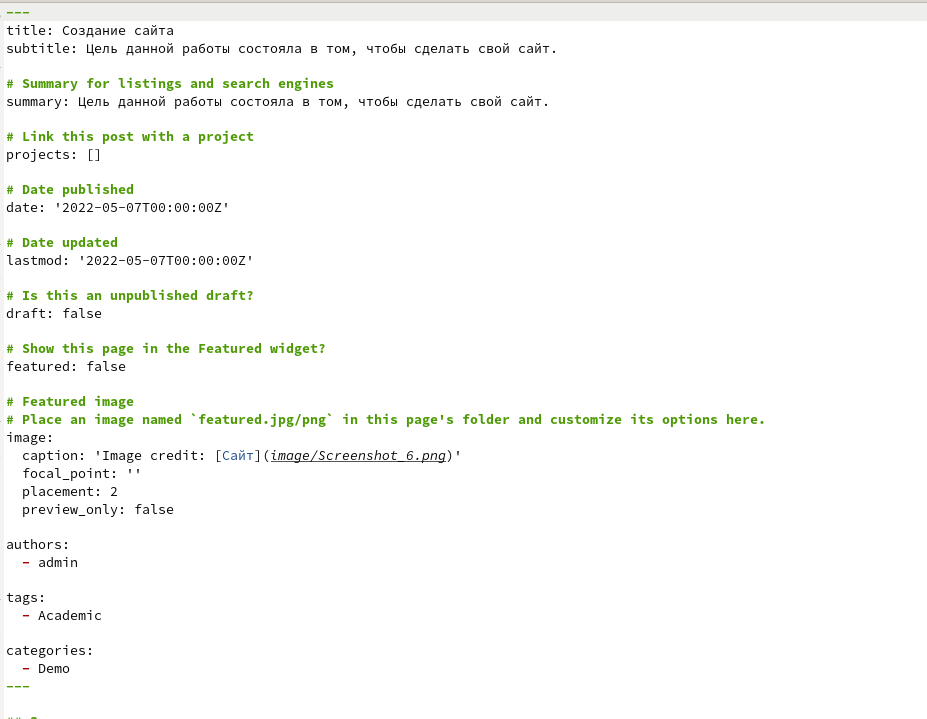 ---
title: Создание сайта
subtitle: Цель данной работы состояла в том, чтобы сделать свой сайт.
# Summary for listings and search engines
summary: Цель данной работы состояла в том, чтобы сделать свой сайт.
# Link this post with a project
projects: []
# Date published
date: '2022-05-07T00:00:00Z'
# Date updated
lastmod: '2022-05-07T00:00:00Z'
# Is this an unpublished draft?
draft: false
# Show this page in the Featured widget?
featured: false
# Featured image
# Place an image named `featured.jpg/png` in this page's folder and customize its options here.
image:
  caption: 'Image credit: [Сайт](image/Screenshot_6.png)'
  focal_point: ''
  placement: 2
  preview_only: false
authors:
  - admin
tags:
  - Academic
categories:
  - Demo
---